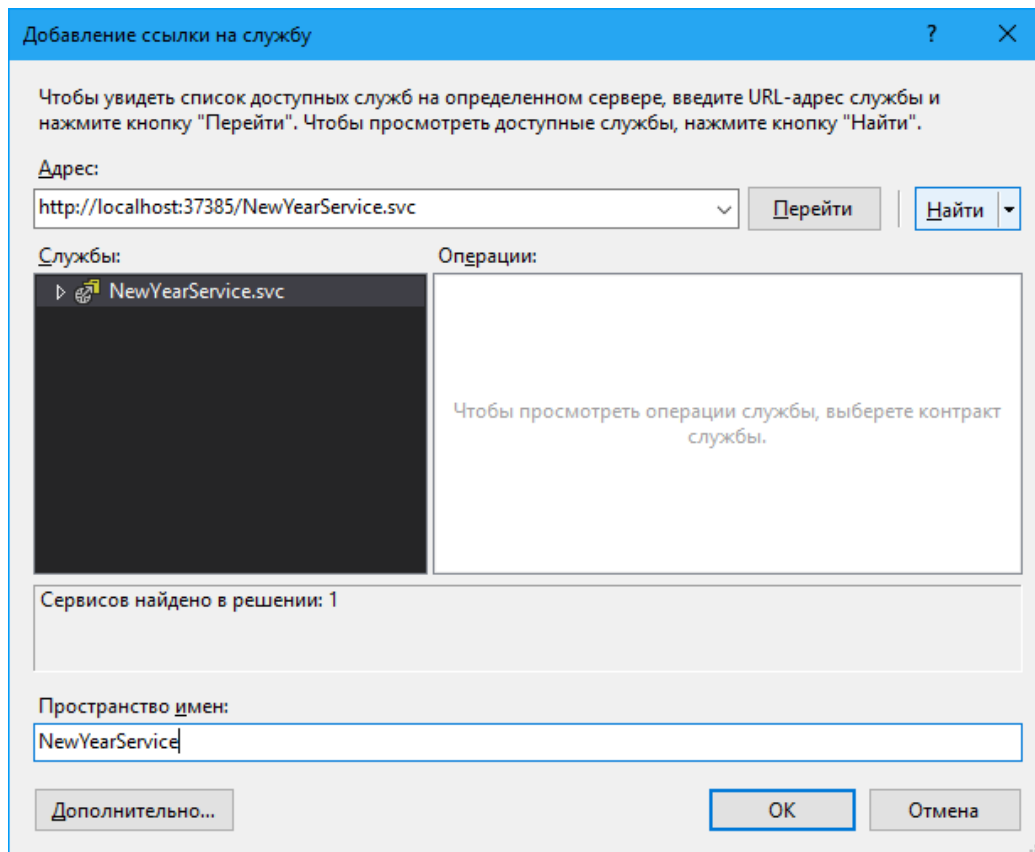 Добавление ссылки на службу
Чтобы увидеть список доступных служб на определенном сервере, введите URL-адрес службы и
нажмите кнопку "Перейти". Чтобы просмотреть доступные службы, нажмите кнопку "Найти".
Адрес:
http://localhost:37385/NewYearService.svc
Перейти
Найти
Службы:
Операции:
NewYearService.svc
Чтобы просмотреть операции службы, выберете контракт
службы.
Сервисов найдено в решении: 1
Пространство имен:
NewYearService
Дополнительно...
ОК
Отмена